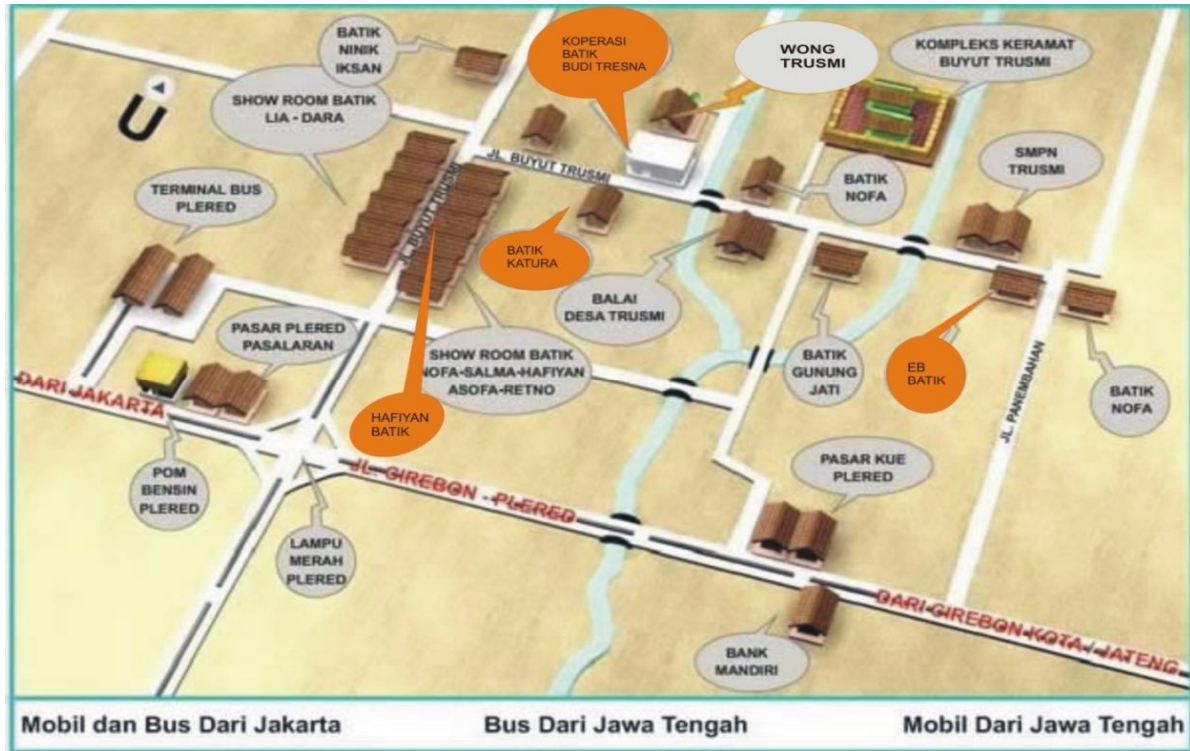 BATIK
NINIK
IKSAN
KOPERASI
BATIK
BUDI TRESNA
WONG
TRUSMI
KOMPLEKS KERAMAT
BUYUT TRUSMI
U
SHOW ROOM BATIK
LIA - DARA
JL. BUYUT TRUSMI
JL. BUYUT TRUSMI
SMPN
TRUSMI
BATIK
NOFA
TERMINAL BUS
PLERED
BATIK
KATURA
BALAI
DESA TRUSMI
PASAR PLERED
PASALARAN
SHOW ROOM BATIK
NOFA-SALMA-HAFIYAN
ASOFA-RETNO
BATIK
GUNUNG
JATI
EB
BATIK
JL. PANEMBAHAN
BATIK
NOFA
DARI JAKARTA
HAFIYAN
BATIK
POM
BENSIN
PLERED
JL. CIREBON - PLERED
PASAR KUE
PLERED
LAMPU
MERAH
PLERED
DARI CIREBON KOTA / JATENG
BANK
MANDIRI
Mobil dan Bus Dari Jakarta
Bus Dari Jawa Tengah
Mobil Dari Jawa Tengah